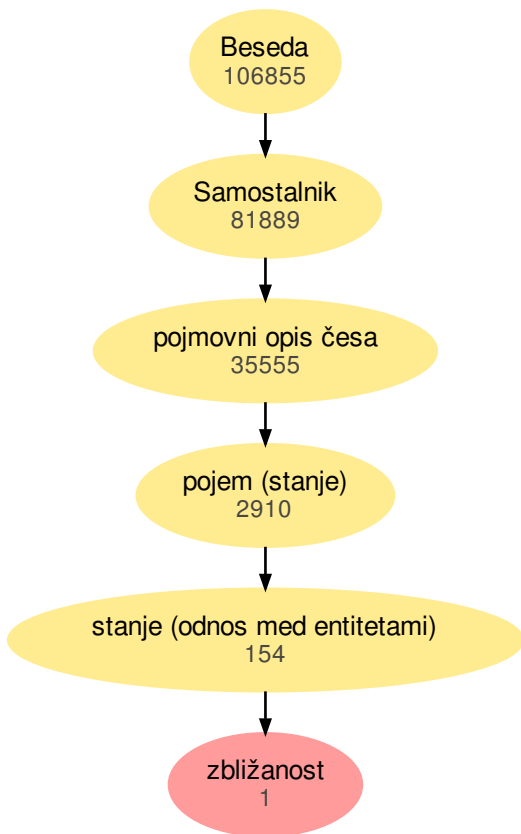 Beseda
106855
Samostalnik
81889
pojmovni opis česa
35555
pojem (stanje)
2910
stanje (odnos med entitetami)
154
zbližanost
1